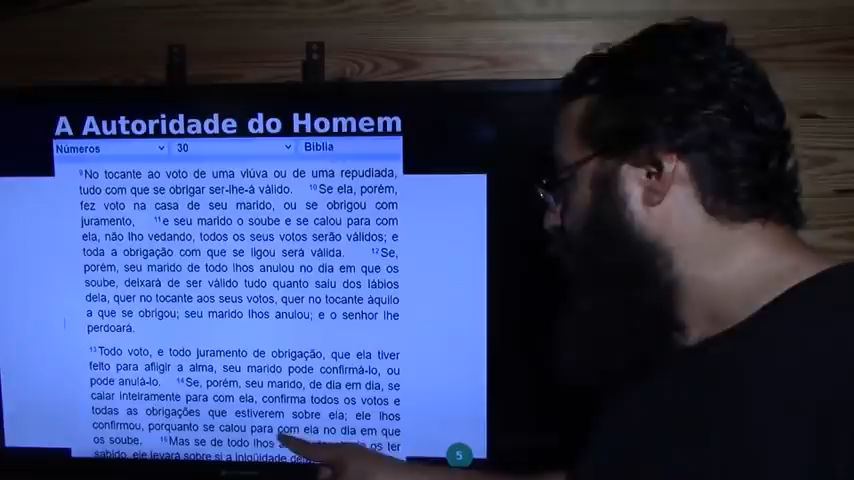 A Autoridade do Homem
Números 30 Bíblia
9No tocante ao voto de uma viúva ou de uma repudiada,
tudo com que se obrigar ser-lhe-á válido. 10Se ela, porém,
fez voto na casa de seu marido, ou se obrigou com
juramento, 11e seu marido o soube e se calou para com
ela, não lho vedando, todos os seus votos serão válidos; e
toda a obrigação com que se ligou será válida. 12Se,
porém, seu marido de todo lhos anulou no dia em que os
soube, deixará de ser válido tudo quanto saiu dos lábios
dela, quer no tocante aos seus votos, quer no tocante àquilo
a que se obrigou; seu marido lhos anulou; e o senhor lhe
perdoará.
13Todo voto, e todo juramento de obrigação, que ela tiver
feito para afligir a alma, seu marido pode confirmá-lo, ou
pode anulá-lo. 14Se, porém, seu marido, de dia em dia, se
calar inteiramente para com ela, confirma todos os votos e
todas as obrigações que estiverem sobre ela; ele lhos
confirmou, porquanto se calou para com ela no dia em que
os soube. 15Mas se de todo lhos os ter
sabido, ele levará sobre si a iniqüidade
5